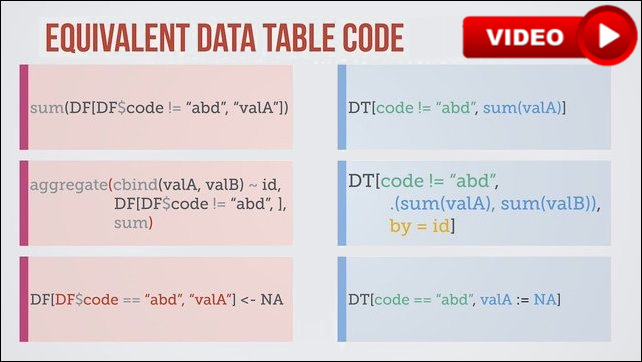 EQUIVALENT DATA TABLE CODE
VIDEO
sum(DF[DF$code != “abd”, “valA”])
DT[code != “abd”, sum(valA)]
aggregate(cbind(valA, valB) ~ id,
DF[DF$code != “abd”, ],
sum)
DT[code != “abd”,
.(sum(valA), sum(valB)),
by = id]
DF[DF$code == “abd”, “valA”] <- NA
DT[code == “abd”, valA := NA]